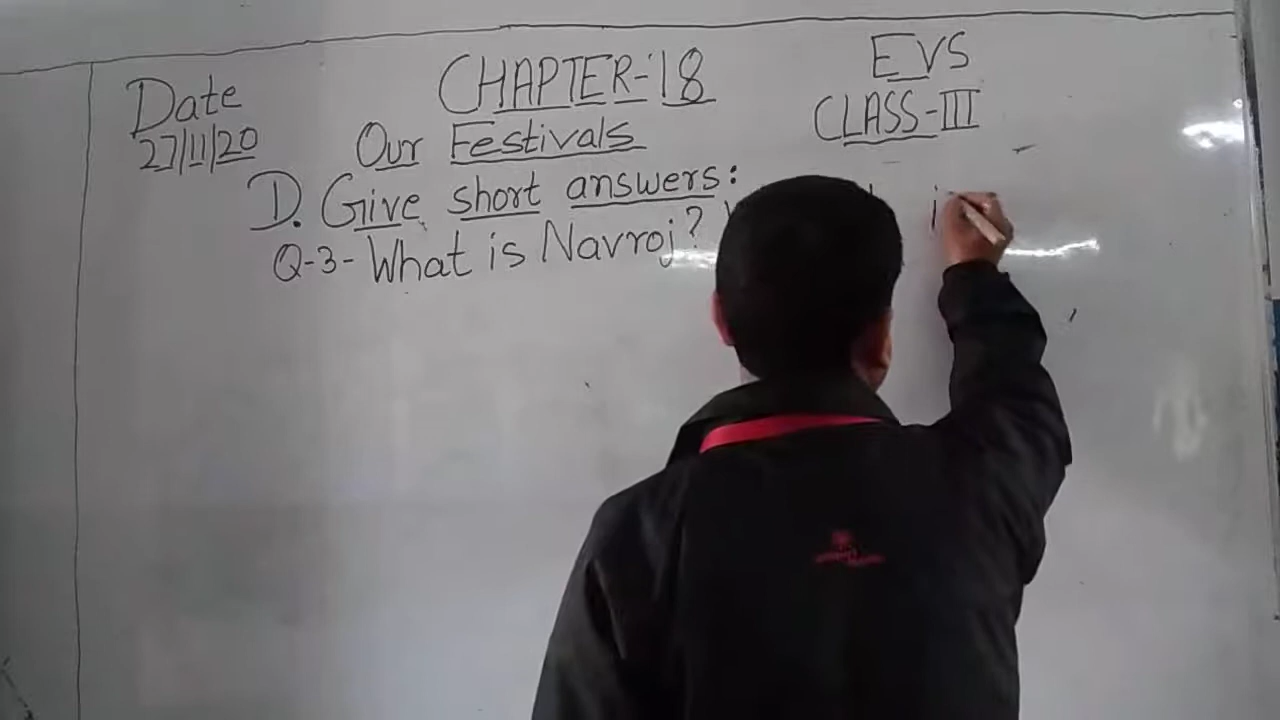 Date
27/11/20
CHAPTER-18
EVS
CLASS-III
Our Festivals
D. Give short answers:
Q-3- What is Navroj?